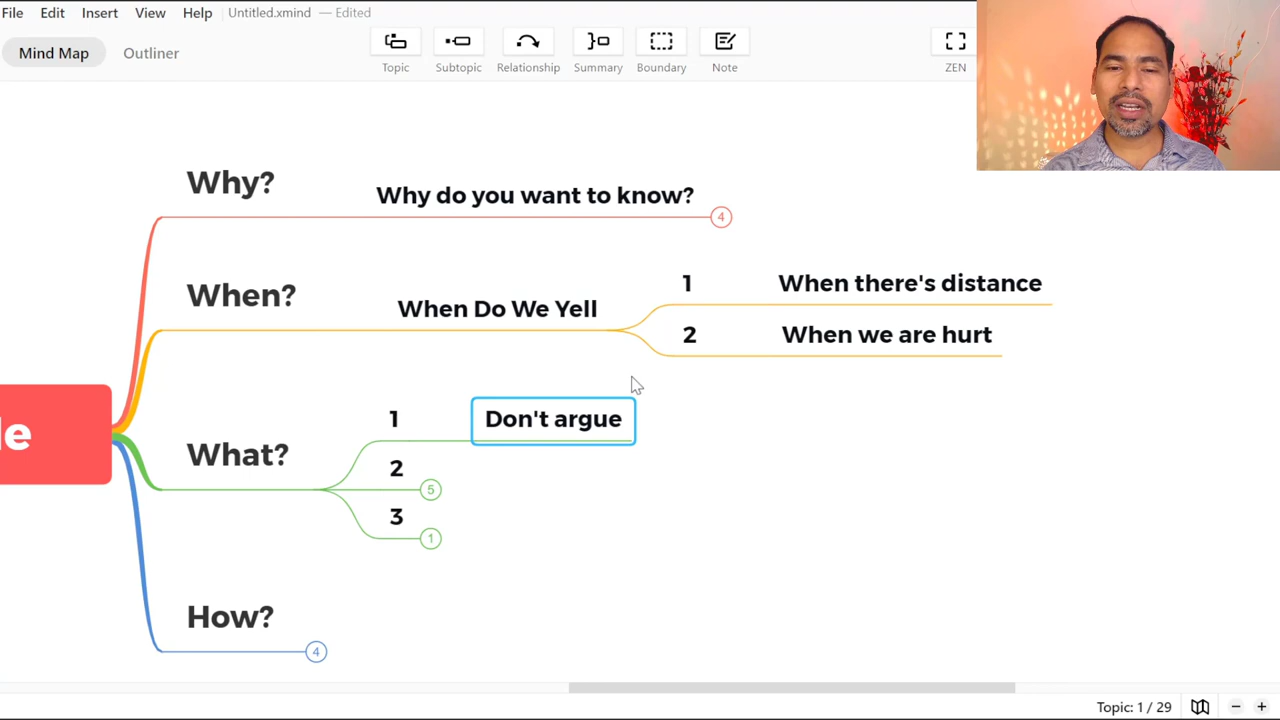 File Edit Insert View Help Untitled.xmind — Edited
Mind Map Outliner
Topic Subtopic Relationship Summary Boundary Note ZEN
Why?
Why do you want to know? 4
When?
When Do We Yell
1 When there's distance
2 When we are hurt
What?
1 Don't argue
2 5
3 1
How? 4
Topic: 1 / 29